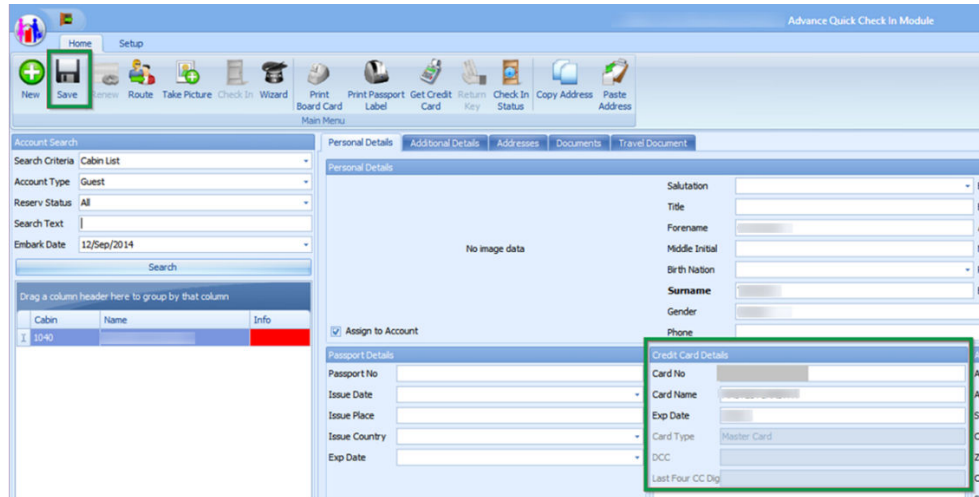 Advance Quick Check In Module
Home Setup
New Save Renew Route Take Picture Check In Wizard Print Board Card Print Passport Label Get Credit Card Return Key Check In Status Copy Address Paste Address
Main Menu
Account Search
Search Criteria Cabin List
Account Type Guest
Reserv Status All
Search Text
Embark Date 12/Sep/2014
Search
Drag a column header here to group by that column
Cabin Name Info
1040
Personal Details Additional Details Addresses Documents Travel Document
Personal Details
No image data
Assign to Account
Salutation
Title
Forename
Middle Initial
Birth Nation
Surname
Gender
Phone
Passport Details
Passport No
Issue Date
Issue Place
Issue Country
Exp Date
Credit Card Details
Card No
Card Name
Exp Date
Card Type Master Card
DCC
Last Four CC Dig